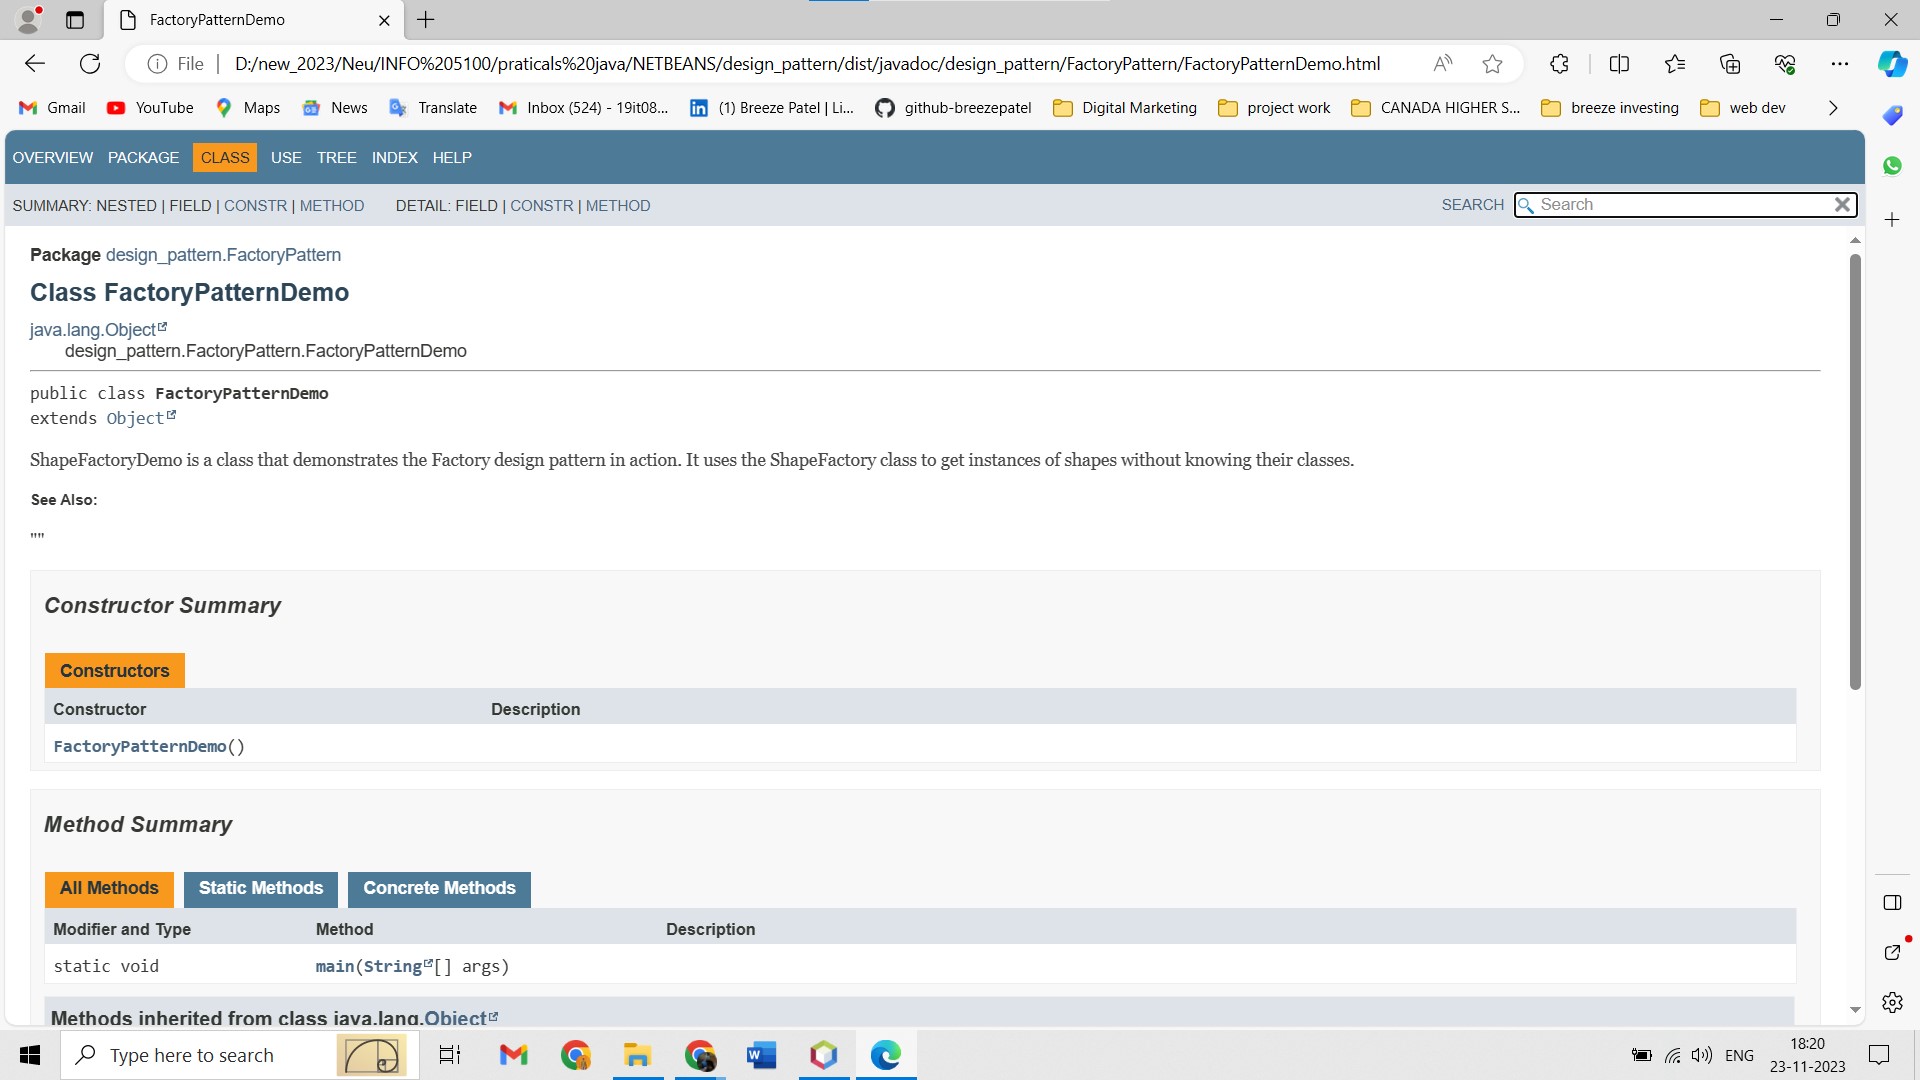 FactoryPatternDemo
File
D:/new_2023/Neu/INFO%205100/praticals%20java/NETBEANS/design_pattern/dist/javadoc/design_pattern/FactoryPattern/FactoryPatternDemo.html
Gmail YouTube Maps News Translate Inbox (524) - 19it08... (1) Breeze Patel | Li... github-breezepatel Digital Marketing project work CANADA HIGHER S... breeze investing web dev
OVERVIEW PACKAGE CLASS USE TREE INDEX HELP
SUMMARY: NESTED | FIELD | CONSTR | METHOD DETAIL: FIELD | CONSTR | METHOD SEARCH Search
Package design_pattern.FactoryPattern
Class FactoryPatternDemo
java.lang.Object
design_pattern.FactoryPattern.FactoryPatternDemo
public class FactoryPatternDemo
extends Object
ShapeFactoryDemo is a class that demonstrates the Factory design pattern in action. It uses the ShapeFactory class to get instances of shapes without knowing their classes.
See Also:
""
Constructor Summary
Constructors
Constructor Description
FactoryPatternDemo()
Method Summary
All Methods Static Methods Concrete Methods
Modifier and Type Method Description
static void main(String[] args)
Methods inherited from class java.lang.Object
Type here to search
ENG
18:20
23-11-2023